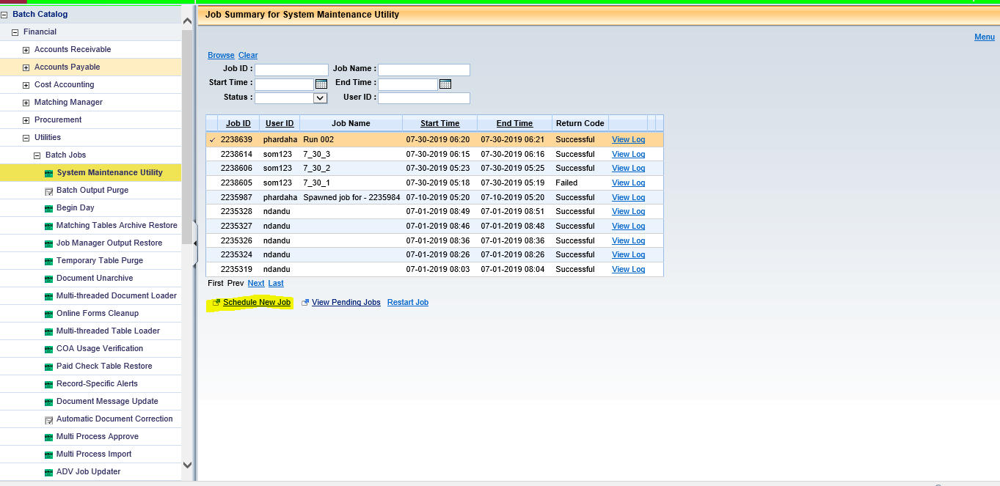 Batch Catalog
Financial
Accounts Receivable
Accounts Payable
Cost Accounting
Matching Manager
Procurement
Utilities
Batch Jobs
System Maintenance Utility
Batch Output Purge
Begin Day
Matching Tables Archive Restore
Job Manager Output Restore
Temporary Table Purge
Document Unarchive
Multi-threaded Document Loader
Online Forms Cleanup
Multi-threaded Table Loader
COA Usage Verification
Paid Check Table Restore
Record-Specific Alerts
Document Message Update
Automatic Document Correction
Multi Process Approve
Multi Process Import
ADV Job Updater
Job Summary for System Maintenance Utility
Menu
Browse Clear
Job ID : Job Name :
Start Time : End Time :
Status : User ID :
Job ID User ID Job Name Start Time End Time Return Code
2238639 phardaha Run 002 07-30-2019 06:20 07-30-2019 06:21 Successful View Log
2238614 som123 7_30_3 07-30-2019 06:15 07-30-2019 06:16 Successful View Log
2238606 som123 7_30_2 07-30-2019 05:23 07-30-2019 05:25 Successful View Log
2238605 som123 7_30_1 07-30-2019 05:18 07-30-2019 05:19 Failed View Log
2235987 phardaha Spawned job for - 2235984 07-10-2019 05:20 07-10-2019 05:20 Successful View Log
2235328 ndandu 07-01-2019 08:49 07-01-2019 08:51 Successful View Log
2235327 ndandu 07-01-2019 08:46 07-01-2019 08:48 Successful View Log
2235326 ndandu 07-01-2019 08:36 07-01-2019 08:36 Successful View Log
2235324 ndandu 07-01-2019 08:26 07-01-2019 08:26 Successful View Log
2235319 ndandu 07-01-2019 08:03 07-01-2019 08:04 Successful View Log
First Prev Next Last
Schedule New Job View Pending Jobs Restart Job